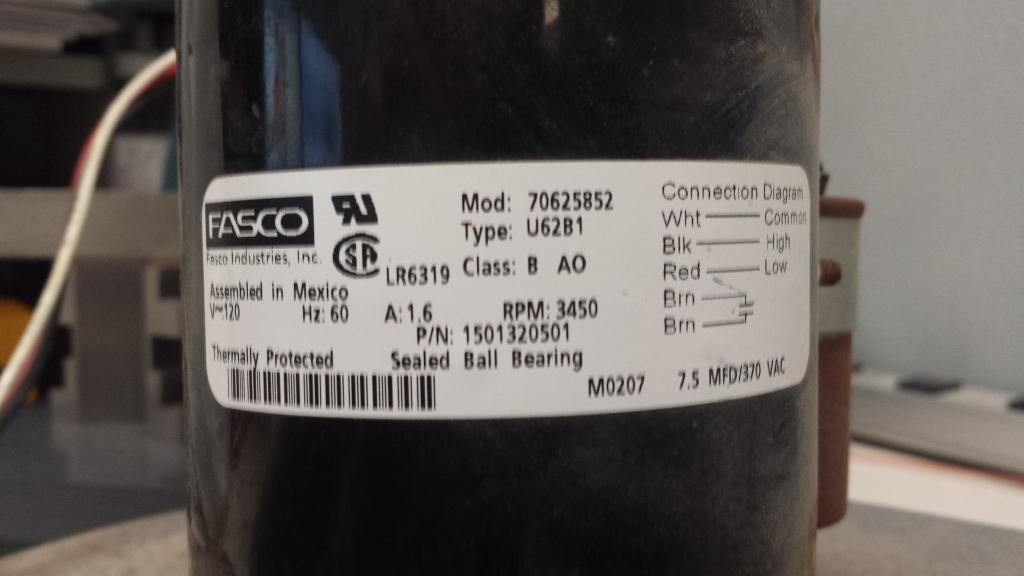 FASCO
Fasco Industries, Inc.
LR6319
Mod: 70625852
Type: U62B1
Class: B AO
Assembled in Mexico
V~120 Hz: 60 A: 1.6 RPM: 3450
P/N: 1501320501
Thermally Protected Sealed Ball Bearing
M0207 7.5 MFD/370 VAC
Connection Diagram
Wht Common
Blk High
Red Low
Brn
Brn